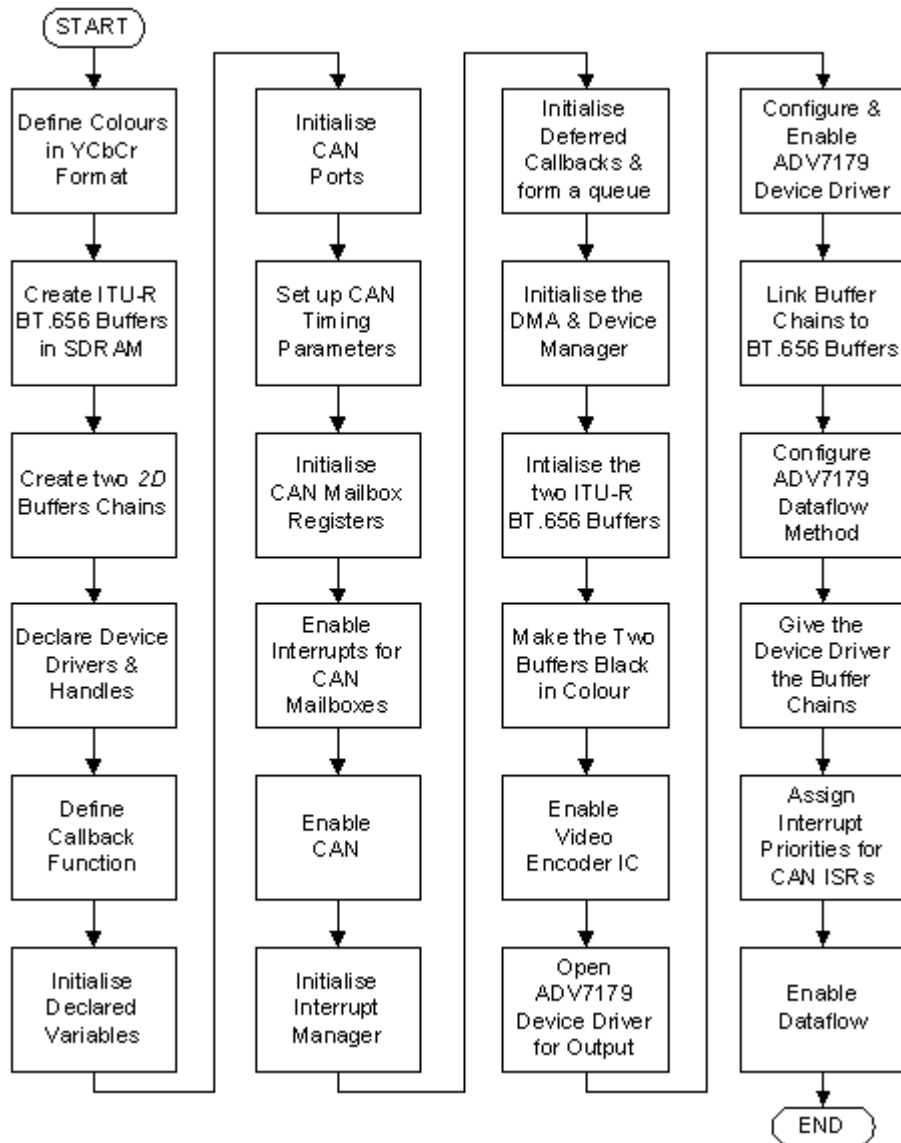 START
Define Colours
in YCbCr
Format
Create ITU-R
BT.656 Buffers
in SDRAM
Create two 2D
Buffers Chains
Declare Device
Drivers &
Handles
Define
Callback
Function
Initialise
Declared
Variables
Initialise
CAN
Ports
Set up CAN
Timing
Parameters
Initialise
CAN Mailbox
Registers
Enable
Interrupts for
CAN
Mailboxes
Enable
CAN
Initialise
Interrupt
Manager
Initialise
Deferred
Callbacks &
form a queue
Initialise the
DMA & Device
Manager
Intialise the
two ITU-R
BT.656 Buffers
Make the Two
Buffers Black
in Colour
Enable
Video
Encoder IC
Open
ADV7179
Device Driver
for Output
Configure &
Enable
ADV7179
Device Driver
Link Buffer
Chains to
BT.656 Buffers
Configure
ADV7179
Dataflow
Method
Give the
Device Driver
the Buffer
Chains
Assign
Interrupt
Priorities for
CAN ISRs
Enable
Dataflow
END